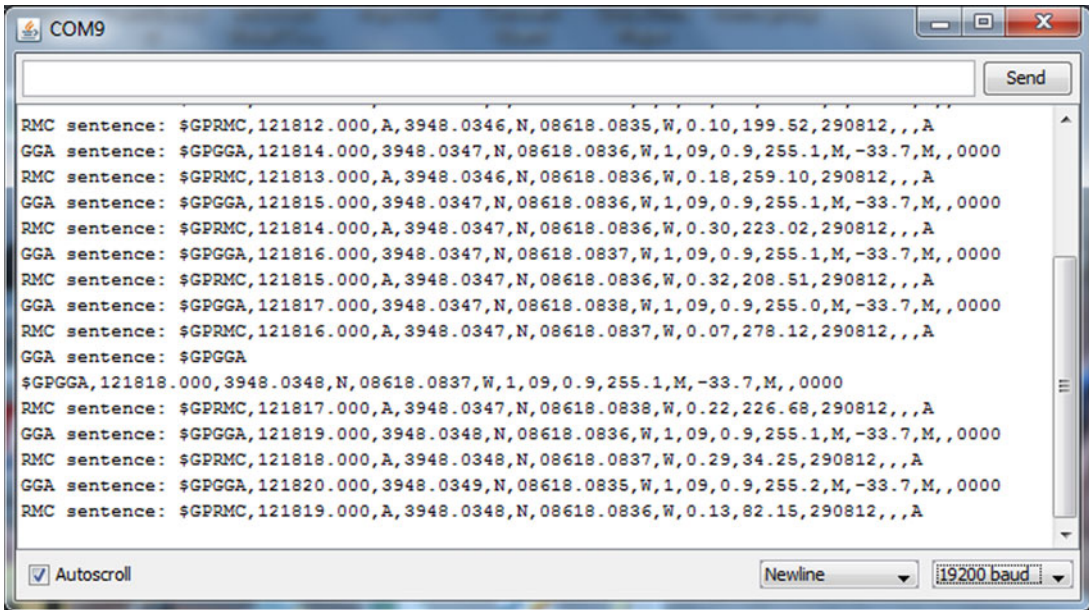 COM9
Send
RMC sentence: $GPRMC,121812.000,A,3948.0346,N,08618.0835,W,0.10,199.52,290812,,,A
GGA sentence: $GPGGA,121814.000,3948.0347,N,08618.0836,W,1,09,0.9,255.1,M,-33.7,M,,0000
RMC sentence: $GPRMC,121813.000,A,3948.0346,N,08618.0836,W,0.18,259.10,290812,,,A
GGA sentence: $GPGGA,121815.000,3948.0347,N,08618.0836,W,1,09,0.9,255.1,M,-33.7,M,,0000
RMC sentence: $GPRMC,121814.000,A,3948.0347,N,08618.0836,W,0.30,223.02,290812,,,A
GGA sentence: $GPGGA,121816.000,3948.0347,N,08618.0837,W,1,09,0.9,255.1,M,-33.7,M,,0000
RMC sentence: $GPRMC,121815.000,A,3948.0347,N,08618.0836,W,0.32,208.51,290812,,,A
GGA sentence: $GPGGA,121817.000,3948.0347,N,08618.0838,W,1,09,0.9,255.0,M,-33.7,M,,0000
RMC sentence: $GPRMC,121816.000,A,3948.0347,N,08618.0837,W,0.07,278.12,290812,,,A
GGA sentence: $GPGGA
$GPGGA,121818.000,3948.0348,N,08618.0837,W,1,09,0.9,255.1,M,-33.7,M,,0000
RMC sentence: $GPRMC,121817.000,A,3948.0347,N,08618.0838,W,0.22,226.68,290812,,,A
GGA sentence: $GPGGA,121819.000,3948.0348,N,08618.0836,W,1,09,0.9,255.1,M,-33.7,M,,0000
RMC sentence: $GPRMC,121818.000,A,3948.0348,N,08618.0837,W,0.29,34.25,290812,,,A
GGA sentence: $GPGGA,121820.000,3948.0349,N,08618.0835,W,1,09,0.9,255.2,M,-33.7,M,,0000
RMC sentence: $GPRMC,121819.000,A,3948.0348,N,08618.0836,W,0.13,82.15,290812,,,A
Autoscroll
Newline
19200 baud